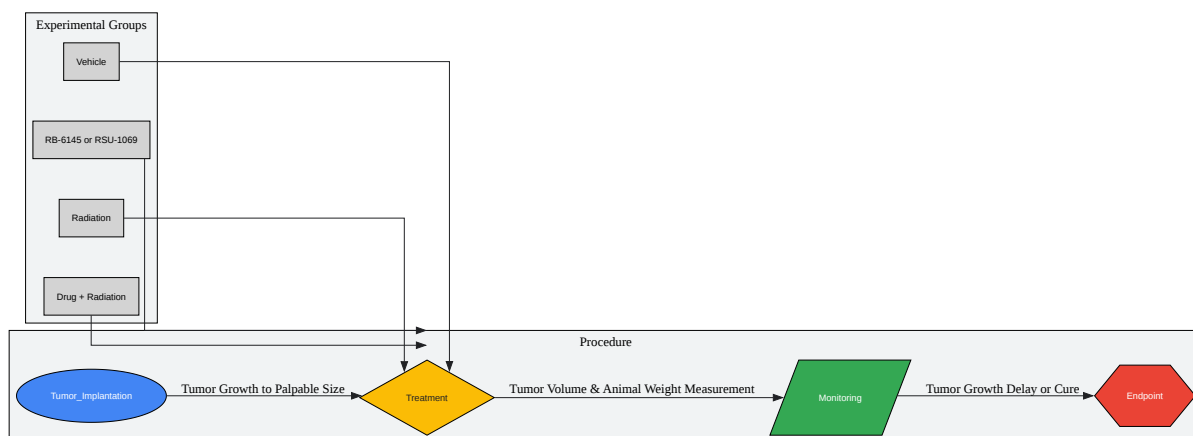 Experimental Groups
Vehicle
RB-6145 or RSU-1069
Radiation
Drug + Radiation
Procedure
Tumor_Implantation
Tumor Growth to Palpable Size
Treatment
Tumor Volume & Animal Weight Measurement
Monitoring
Tumor Growth Delay or Cure
Endpoint